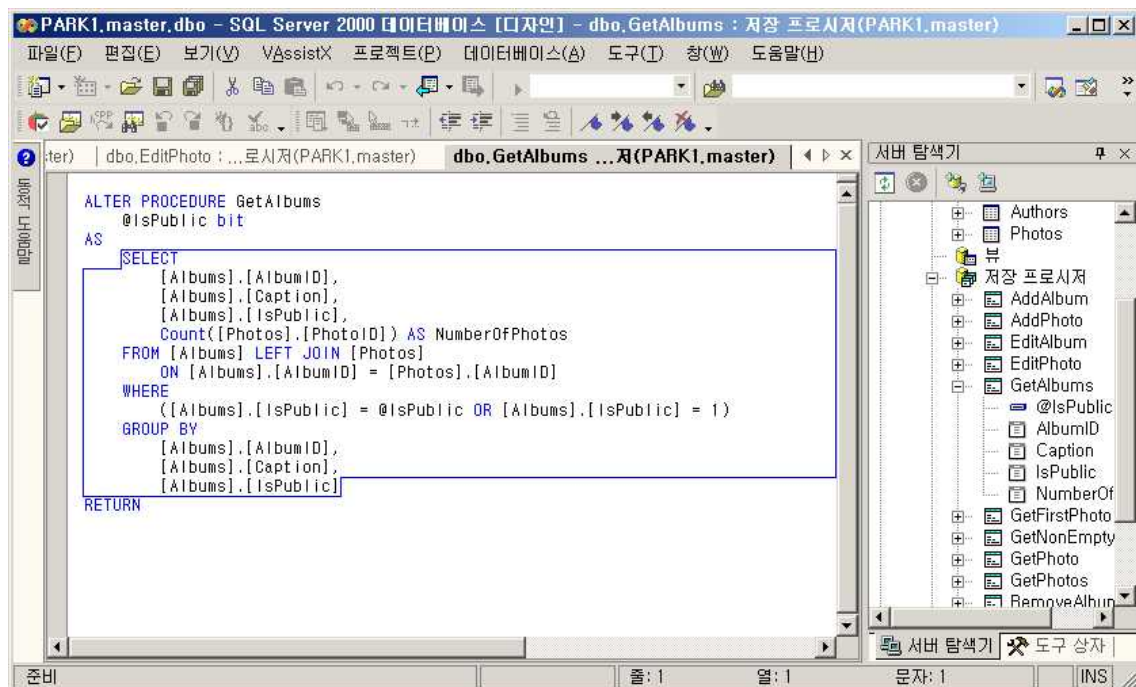 PARK1.master.dbo - SQL Server 2000 데이터베이스 [디자인] - dbo.GetAlbums : 저장 프로시저(PARK1.master)
파일(F) 편집(E) 보기(V) VAssistX 프로젝트(P) 데이터베이스(A) 도구(T) 창(W) 도움말(H)
동적 도움말
ster) dbo.EditPhoto : ...로시저(PARK1.master) dbo.GetAlbums ...저(PARK1.master)
ALTER PROCEDURE GetAlbums
@IsPublic bit
AS
SELECT
[Albums].[AlbumID],
[Albums].[Caption],
[Albums].[IsPublic],
Count([Photos].[PhotoID]) AS NumberOfPhotos
FROM [Albums] LEFT JOIN [Photos]
ON [Albums].[AlbumID] = [Photos].[AlbumID]
WHERE
([Albums].[IsPublic] = @IsPublic OR [Albums].[IsPublic] = 1)
GROUP BY
[Albums].[AlbumID],
[Albums].[Caption],
[Albums].[IsPublic]
RETURN
서버 탐색기
Authors
Photos
뷰
저장 프로시저
AddAlbum
AddPhoto
EditAlbum
EditPhoto
GetAlbums
@IsPublic
AlbumID
Caption
IsPublic
NumberOf
GetFirstPhoto
GetNonEmpty
GetPhoto
GetPhotos
RemoveAlbum
서버 탐색기 도구 상자
준비 줄: 1 열: 1 문자: 1 INS